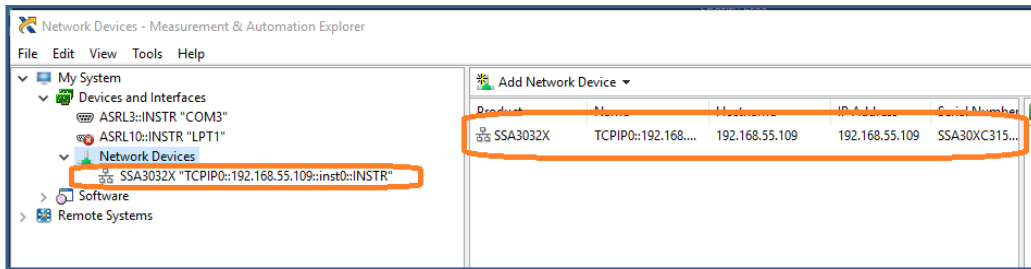 Network Devices - Measurement & Automation Explorer
File Edit View Tools Help
My System
Devices and Interfaces
ASRL3::INSTR "COM3"
ASRL10::INSTR "LPT1"
Network Devices
SSA3032X "TCPIP0::192.168.55.109::inst0::INSTR"
Software
Remote Systems
Add Network Device
Product Name Hostname IP Address Serial Number
SSA3032X TCPIP0::192.168.... 192.168.55.109 192.168.55.109 SSA30XC315...